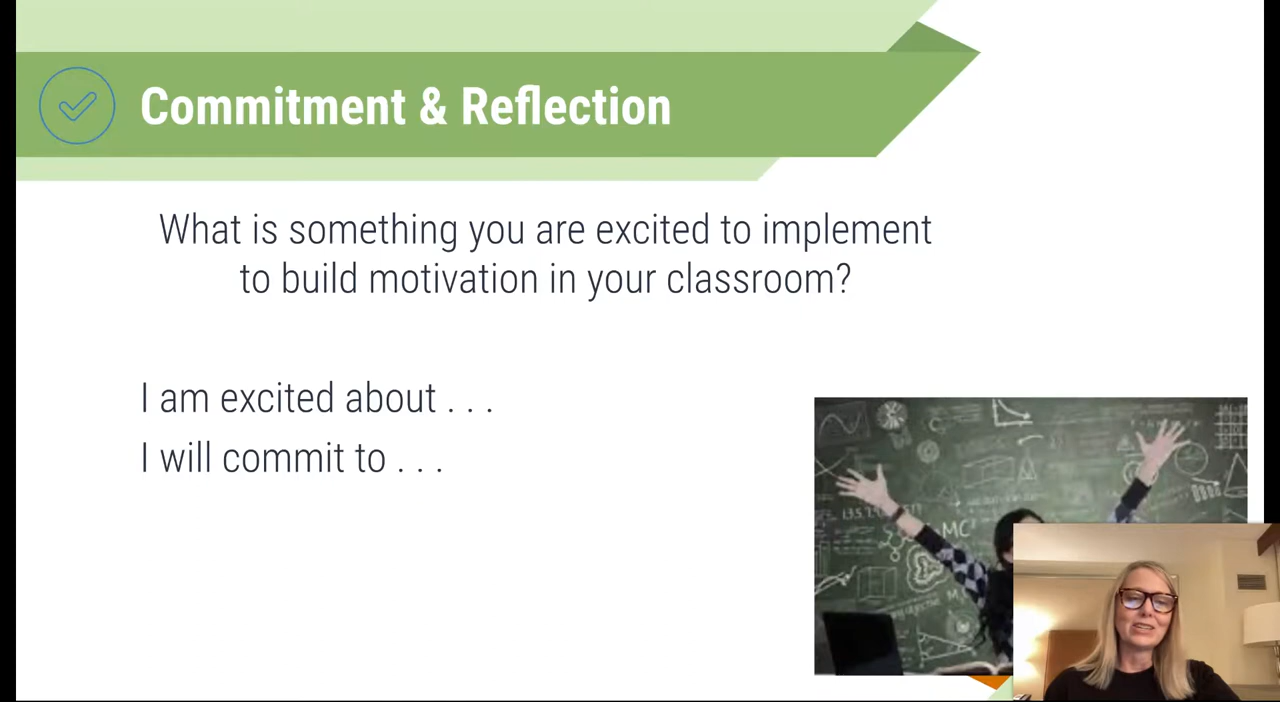 Commitment & Reflection
What is something you are excited to implement
to build motivation in your classroom?
I am excited about . . .
I will commit to . . .
MC